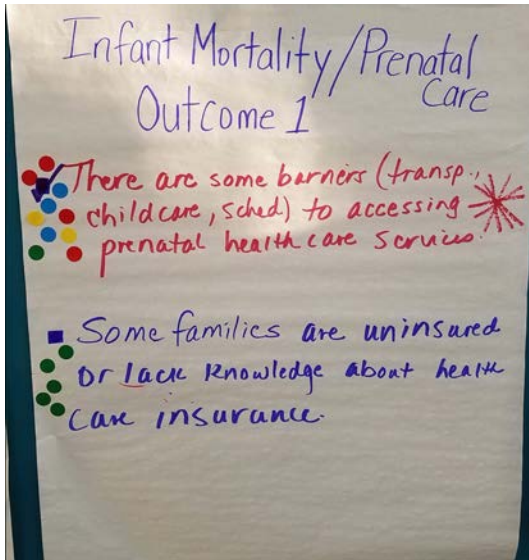 Infant Mortality/Prenatal
Care
Outcome 1
There are some barriers (transp.,
childcare, sched) to accessing
prenatal health care services.
Some families are uninsured
or lack knowledge about health
care insurance.